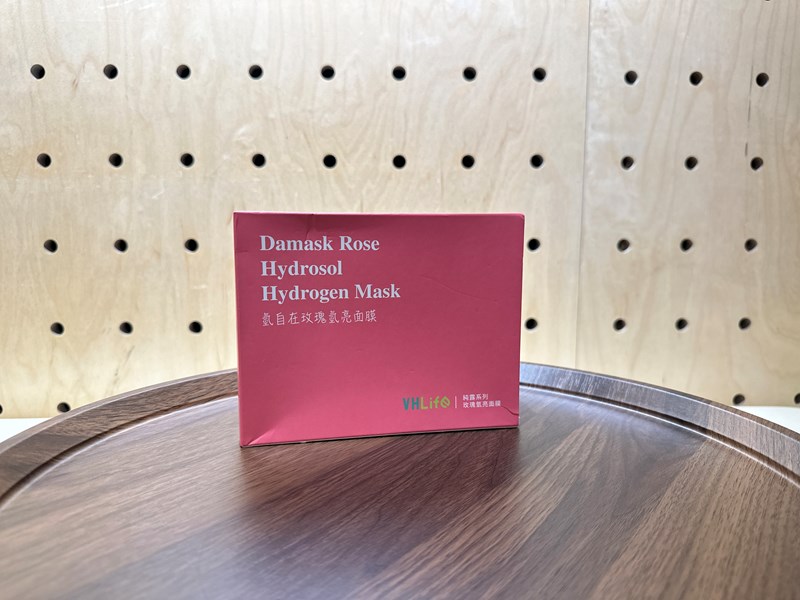 Damask Rose
Hydrosol
Hydrogen Mask
氫自在玫瑰氫亮面膜
VHLife
純露系列
玫瑰氫亮面膜